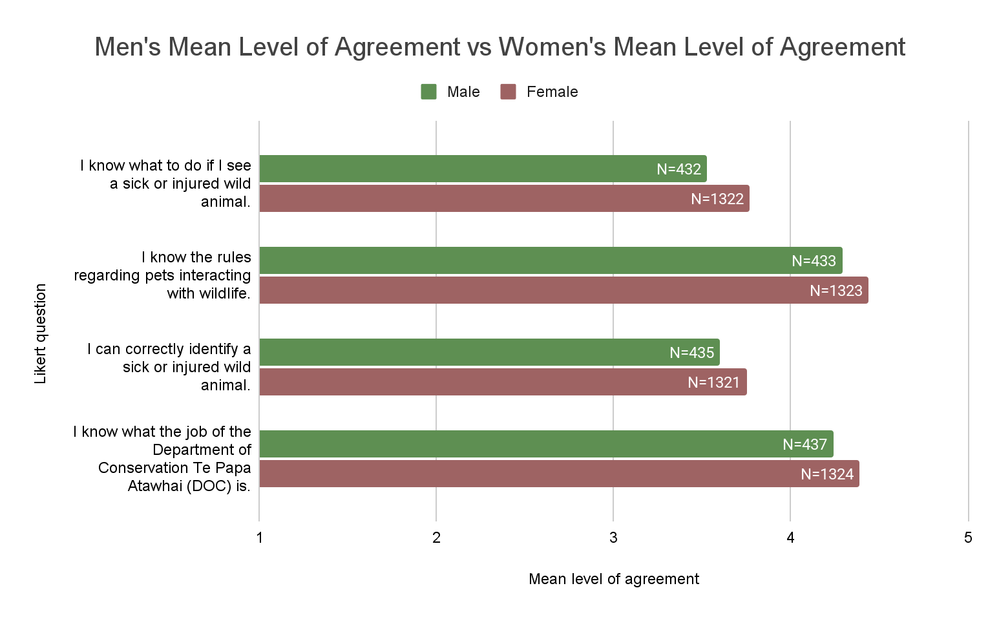 Men's Mean Level of Agreement vs Women's Mean Level of Agreement
Male Female
I know what to do if I see
a sick or injured wild
animal.
N=432
N=1322
I know the rules
regarding pets interacting
with wildlife.
N=433
N=1323
I can correctly identify a
sick or injured wild
animal.
N=435
N=1321
I know what the job of the
Department of
Conservation Te Papa
Atawhai (DOC) is.
N=437
N=1324
Likert question
1 2 3 4 5
Mean level of agreement